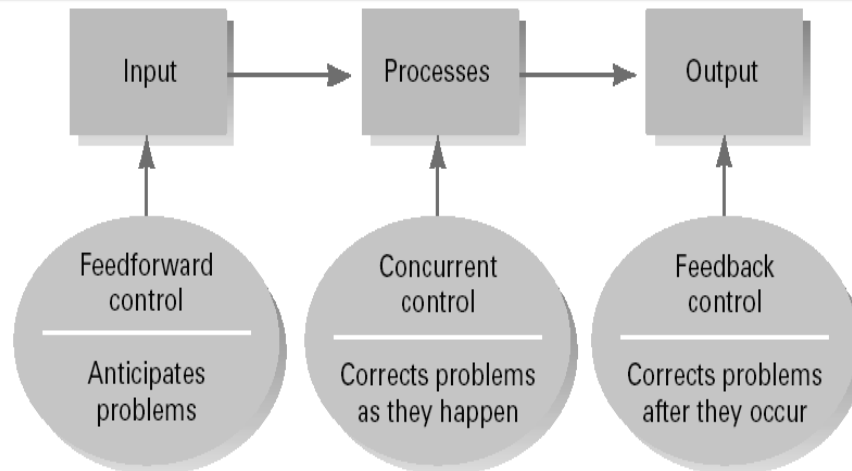 Input
Processes
Output
Feedforward
control
Anticipates
problems
Concurrent
control
Corrects problems
as they happen
Feedback
control
Corrects problems
after they occur